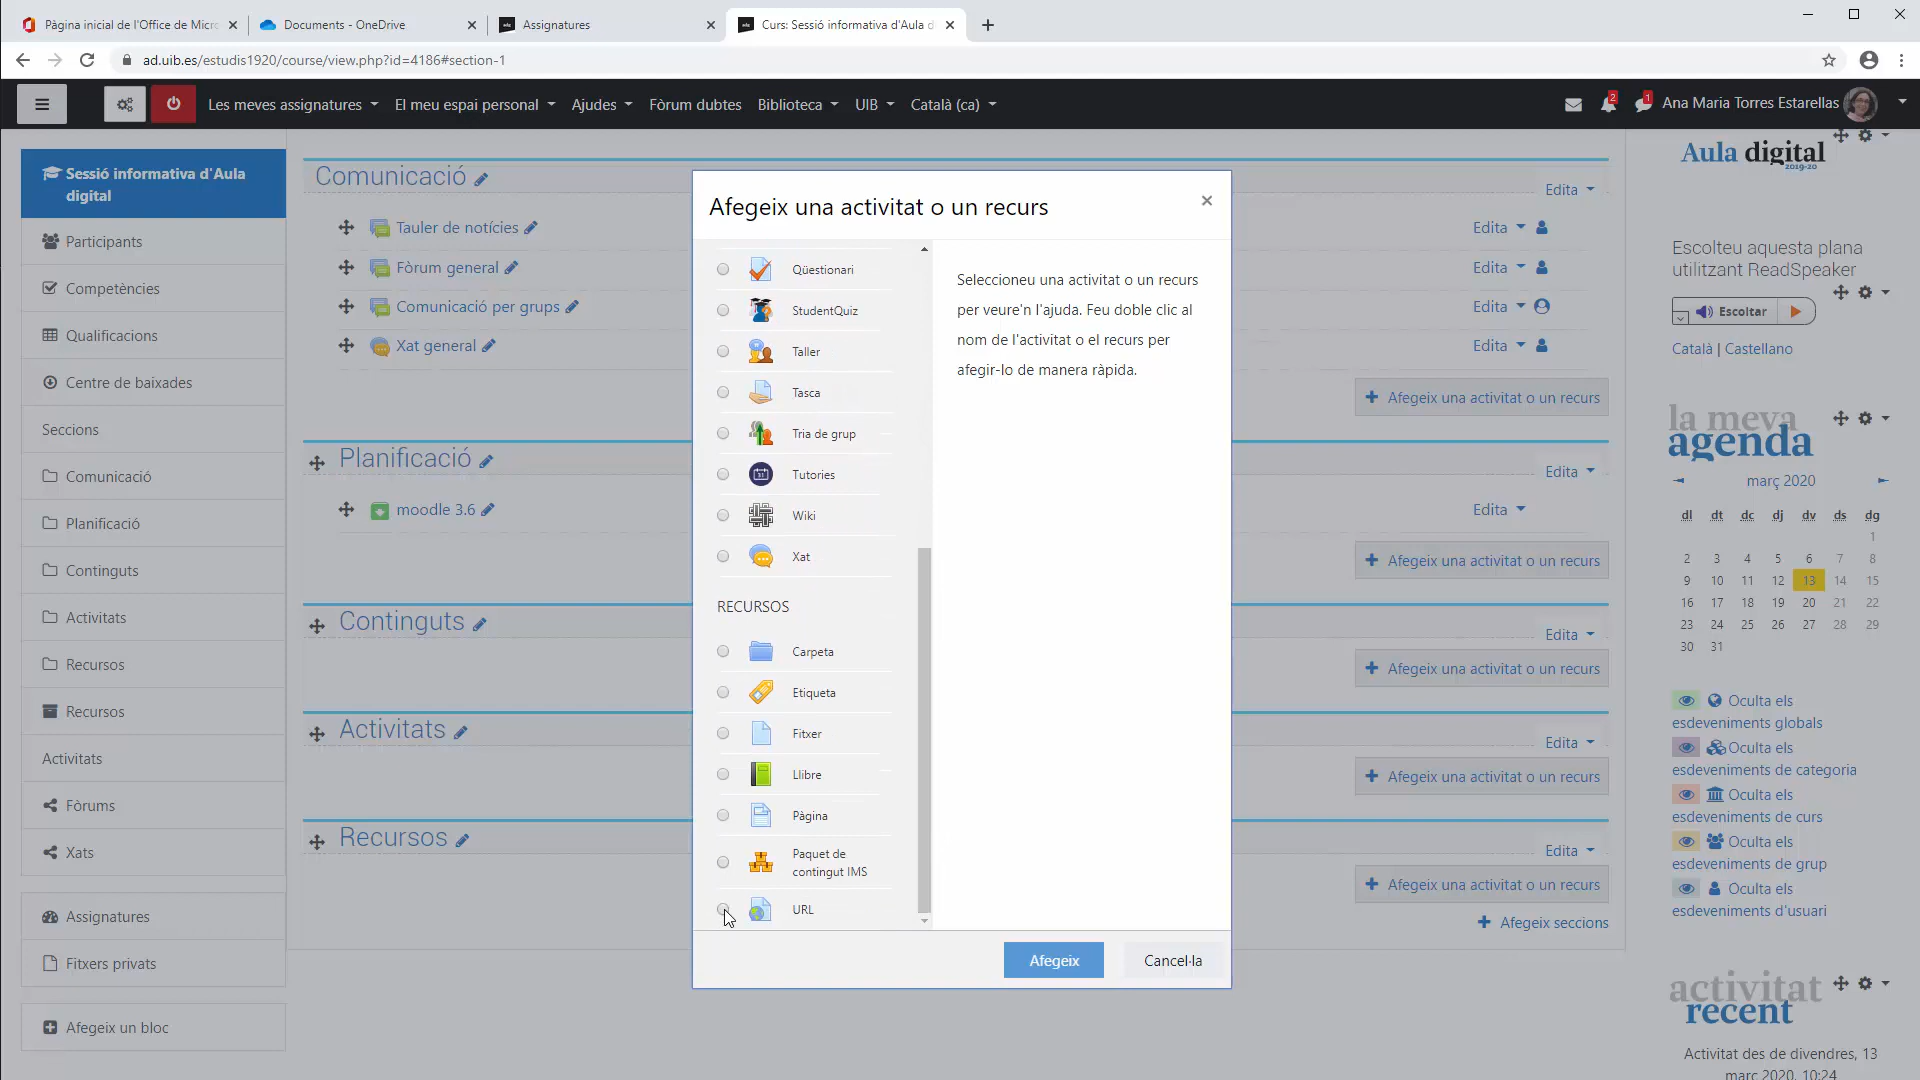 Pàgina inicial de l'Office de Micro
Documents - OneDrive
Assignatures
Curs: Sessió informativa d'Aula d
ad.uib.es/estudis1920/course/view.php?id=4186#section-1
Les meves assignatures
El meu espai personal
Ajudes
Fòrum dubtes
Biblioteca
UIB
Català (ca)
2
1
Ana Maria Torres Estarellas
Sessió informativa d'Aula
digital
Participants
Competències
Qualificacions
Centre de baixades
Seccions
Comunicació
Planificació
Continguts
Activitats
Recursos
Recursos
Activitats
Fòrums
Xats
Assignatures
Fitxers privats
Afegeix un bloc
Comunicació
Edita
Tauler de notícies
Edita
Fòrum general
Edita
Comunicació per grups
Edita
Xat general
Edita
Afegeix una activitat o un recurs
Planificació
Edita
moodle 3.6
Edita
Afegeix una activitat o un recurs
Continguts
Edita
Afegeix una activitat o un recurs
Activitats
Edita
Afegeix una activitat o un recurs
Recursos
Edita
Afegeix una activitat o un recurs
Afegeix seccions
Afegeix una activitat o un recurs
×
Qüestionari
StudentQuiz
Taller
Tasca
Tria de grup
Tutories
Wiki
Xat
RECURSOS
Carpeta
Etiqueta
Fitxer
Llibre
Pàgina
Paquet de
contingut IMS
URL
Seleccioneu una activitat o un recurs
per veure'n l'ajuda. Feu doble clic al
nom de l'activitat o el recurs per
afegir-lo de manera ràpida.
Afegeix
Cancel·la
Aula digital
2019-20
Escolteu aquesta plana
utilitzant ReadSpeaker
Escoltar
Català | Castellano
la meva
agenda
març 2020
dl dt dc dj dv ds dg
1
2 3 4 5 6 7 8
9 10 11 12 13 14 15
16 17 18 19 20 21 22
23 24 25 26 27 28 29
30 31
Oculta els
esdeveniments globals
Oculta els
esdeveniments de categoria
Oculta els
esdeveniments de curs
Oculta els
esdeveniments de grup
Oculta els
esdeveniments d'usuari
activitat
recent
Activitat des de divendres, 13
març 2020, 10:24